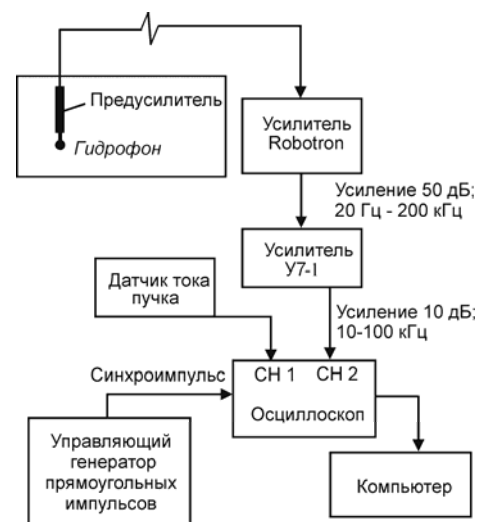 Предусилитель
Гидрофон
Усилитель
Robotron
Усиление 50 дБ;
20 Гц - 200 кГц
Усилитель
У7-1
Датчик тока
пучка
Усиление 10 дБ;
10-100 кГц
Синхроимпульс
CH 1 CH 2
Осциллоскоп
Управляющий
генератор
прямоугольных
импульсов
Компьютер